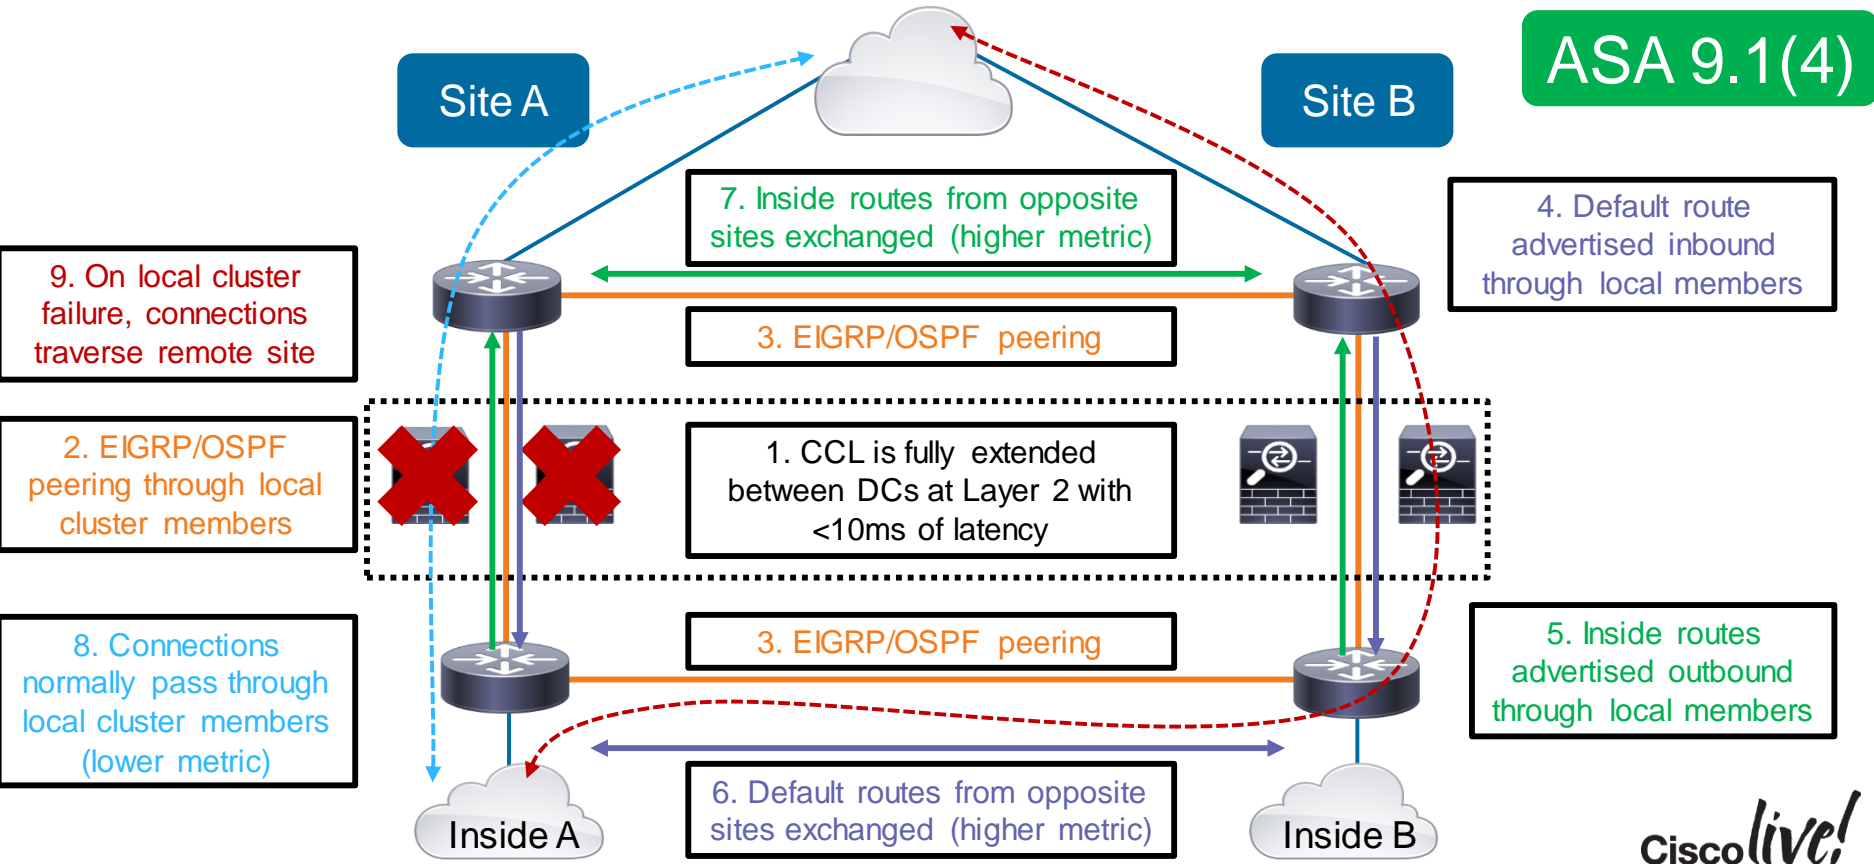 Site A
Site B
ASA 9.1(4)
7. Inside routes from opposite
sites exchanged (higher metric)
4. Default route
advertised inbound
through local members
9. On local cluster
failure, connections
traverse remote site
3. EIGRP/OSPF peering
2. EIGRP/OSPF
peering through local
cluster members
1. CCL is fully extended
between DCs at Layer 2 with
<10ms of latency
8. Connections
normally pass through
local cluster members
(lower metric)
3. EIGRP/OSPF peering
5. Inside routes
advertised outbound
through local members
6. Default routes from opposite
sites exchanged (higher metric)
Inside A
Inside B
Cisco live!